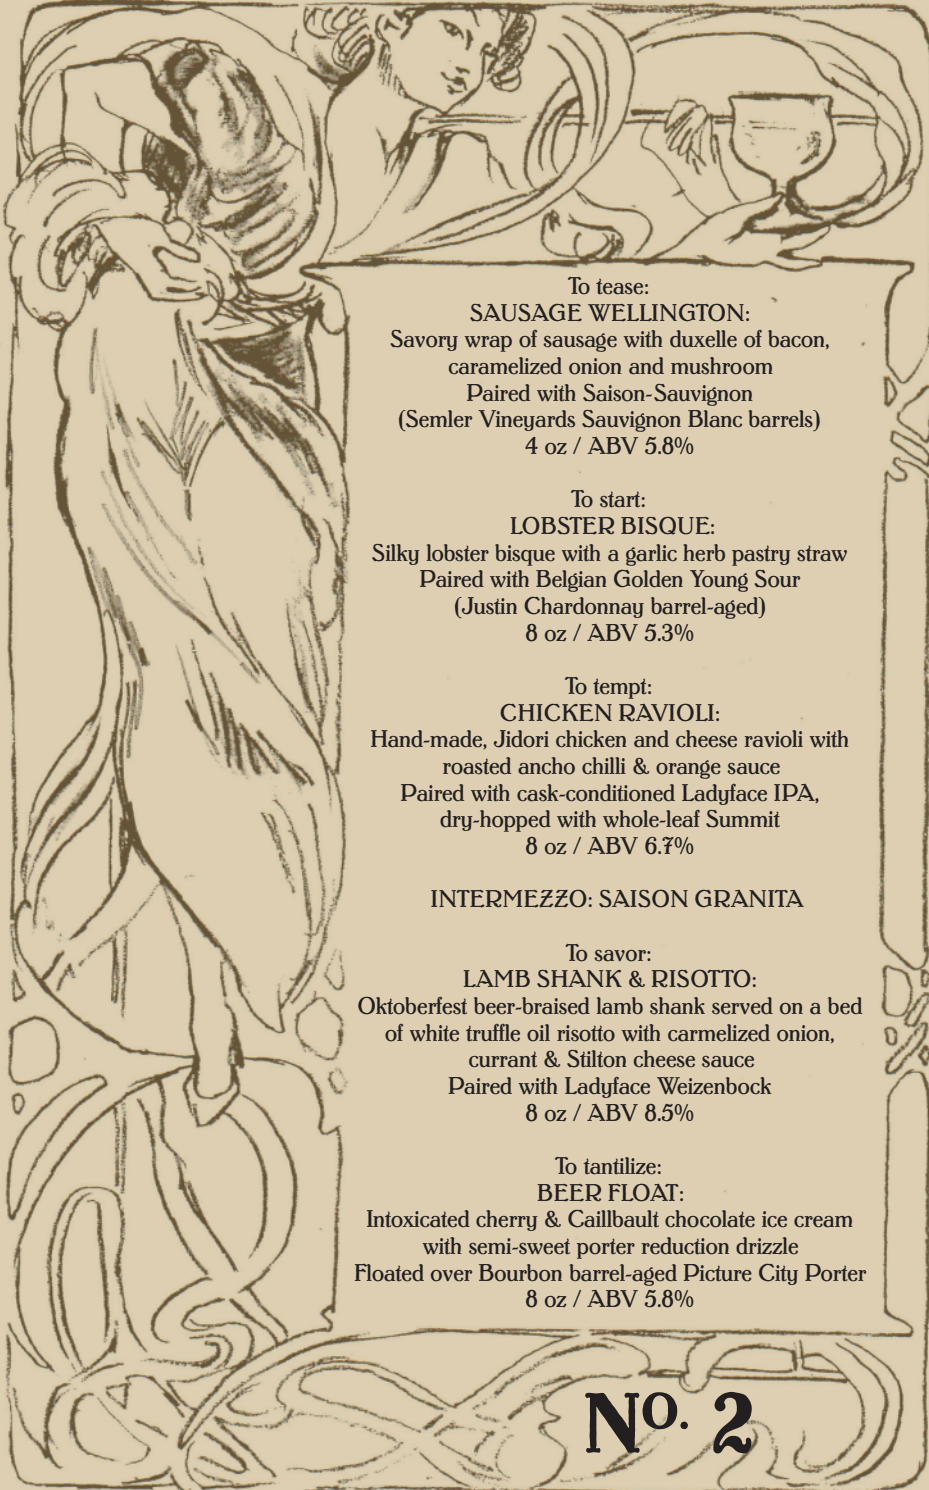 To tease:
SAUSAGE WELLINGTON:
Savory wrap of sausage with duxelle of bacon,
caramelized onion and mushroom
Paired with Saison-Sauvignon
(Semler Vineyards Sauvignon Blanc barrels)
4 oz / ABV 5.8%
To start:
LOBSTER BISQUE:
Silky lobster bisque with a garlic herb pastry straw
Paired with Belgian Golden Young Sour
(Justin Chardonnay barrel-aged)
8 oz / ABV 5.3%
To tempt:
CHICKEN RAVIOLI:
Hand-made, Jidori chicken and cheese ravioli with
roasted ancho chilli & orange sauce
Paired with cask-conditioned Ladyface IPA,
dry-hopped with whole-leaf Summit
8 oz / ABV 6.7%
INTERMEZZO: SAISON GRANITA
To savor:
LAMB SHANK & RISOTTO:
Oktoberfest beer-braised lamb shank served on a bed
of white truffle oil risotto with carmelized onion,
currant & Stilton cheese sauce
Paired with Ladyface Weizenbock
8 oz / ABV 8.5%
To tantilize:
BEER FLOAT:
Intoxicated cherry & Caillbault chocolate ice cream
with semi-sweet porter reduction drizzle
Floated over Bourbon barrel-aged Picture City Porter
8 oz / ABV 5.8%
No. 2